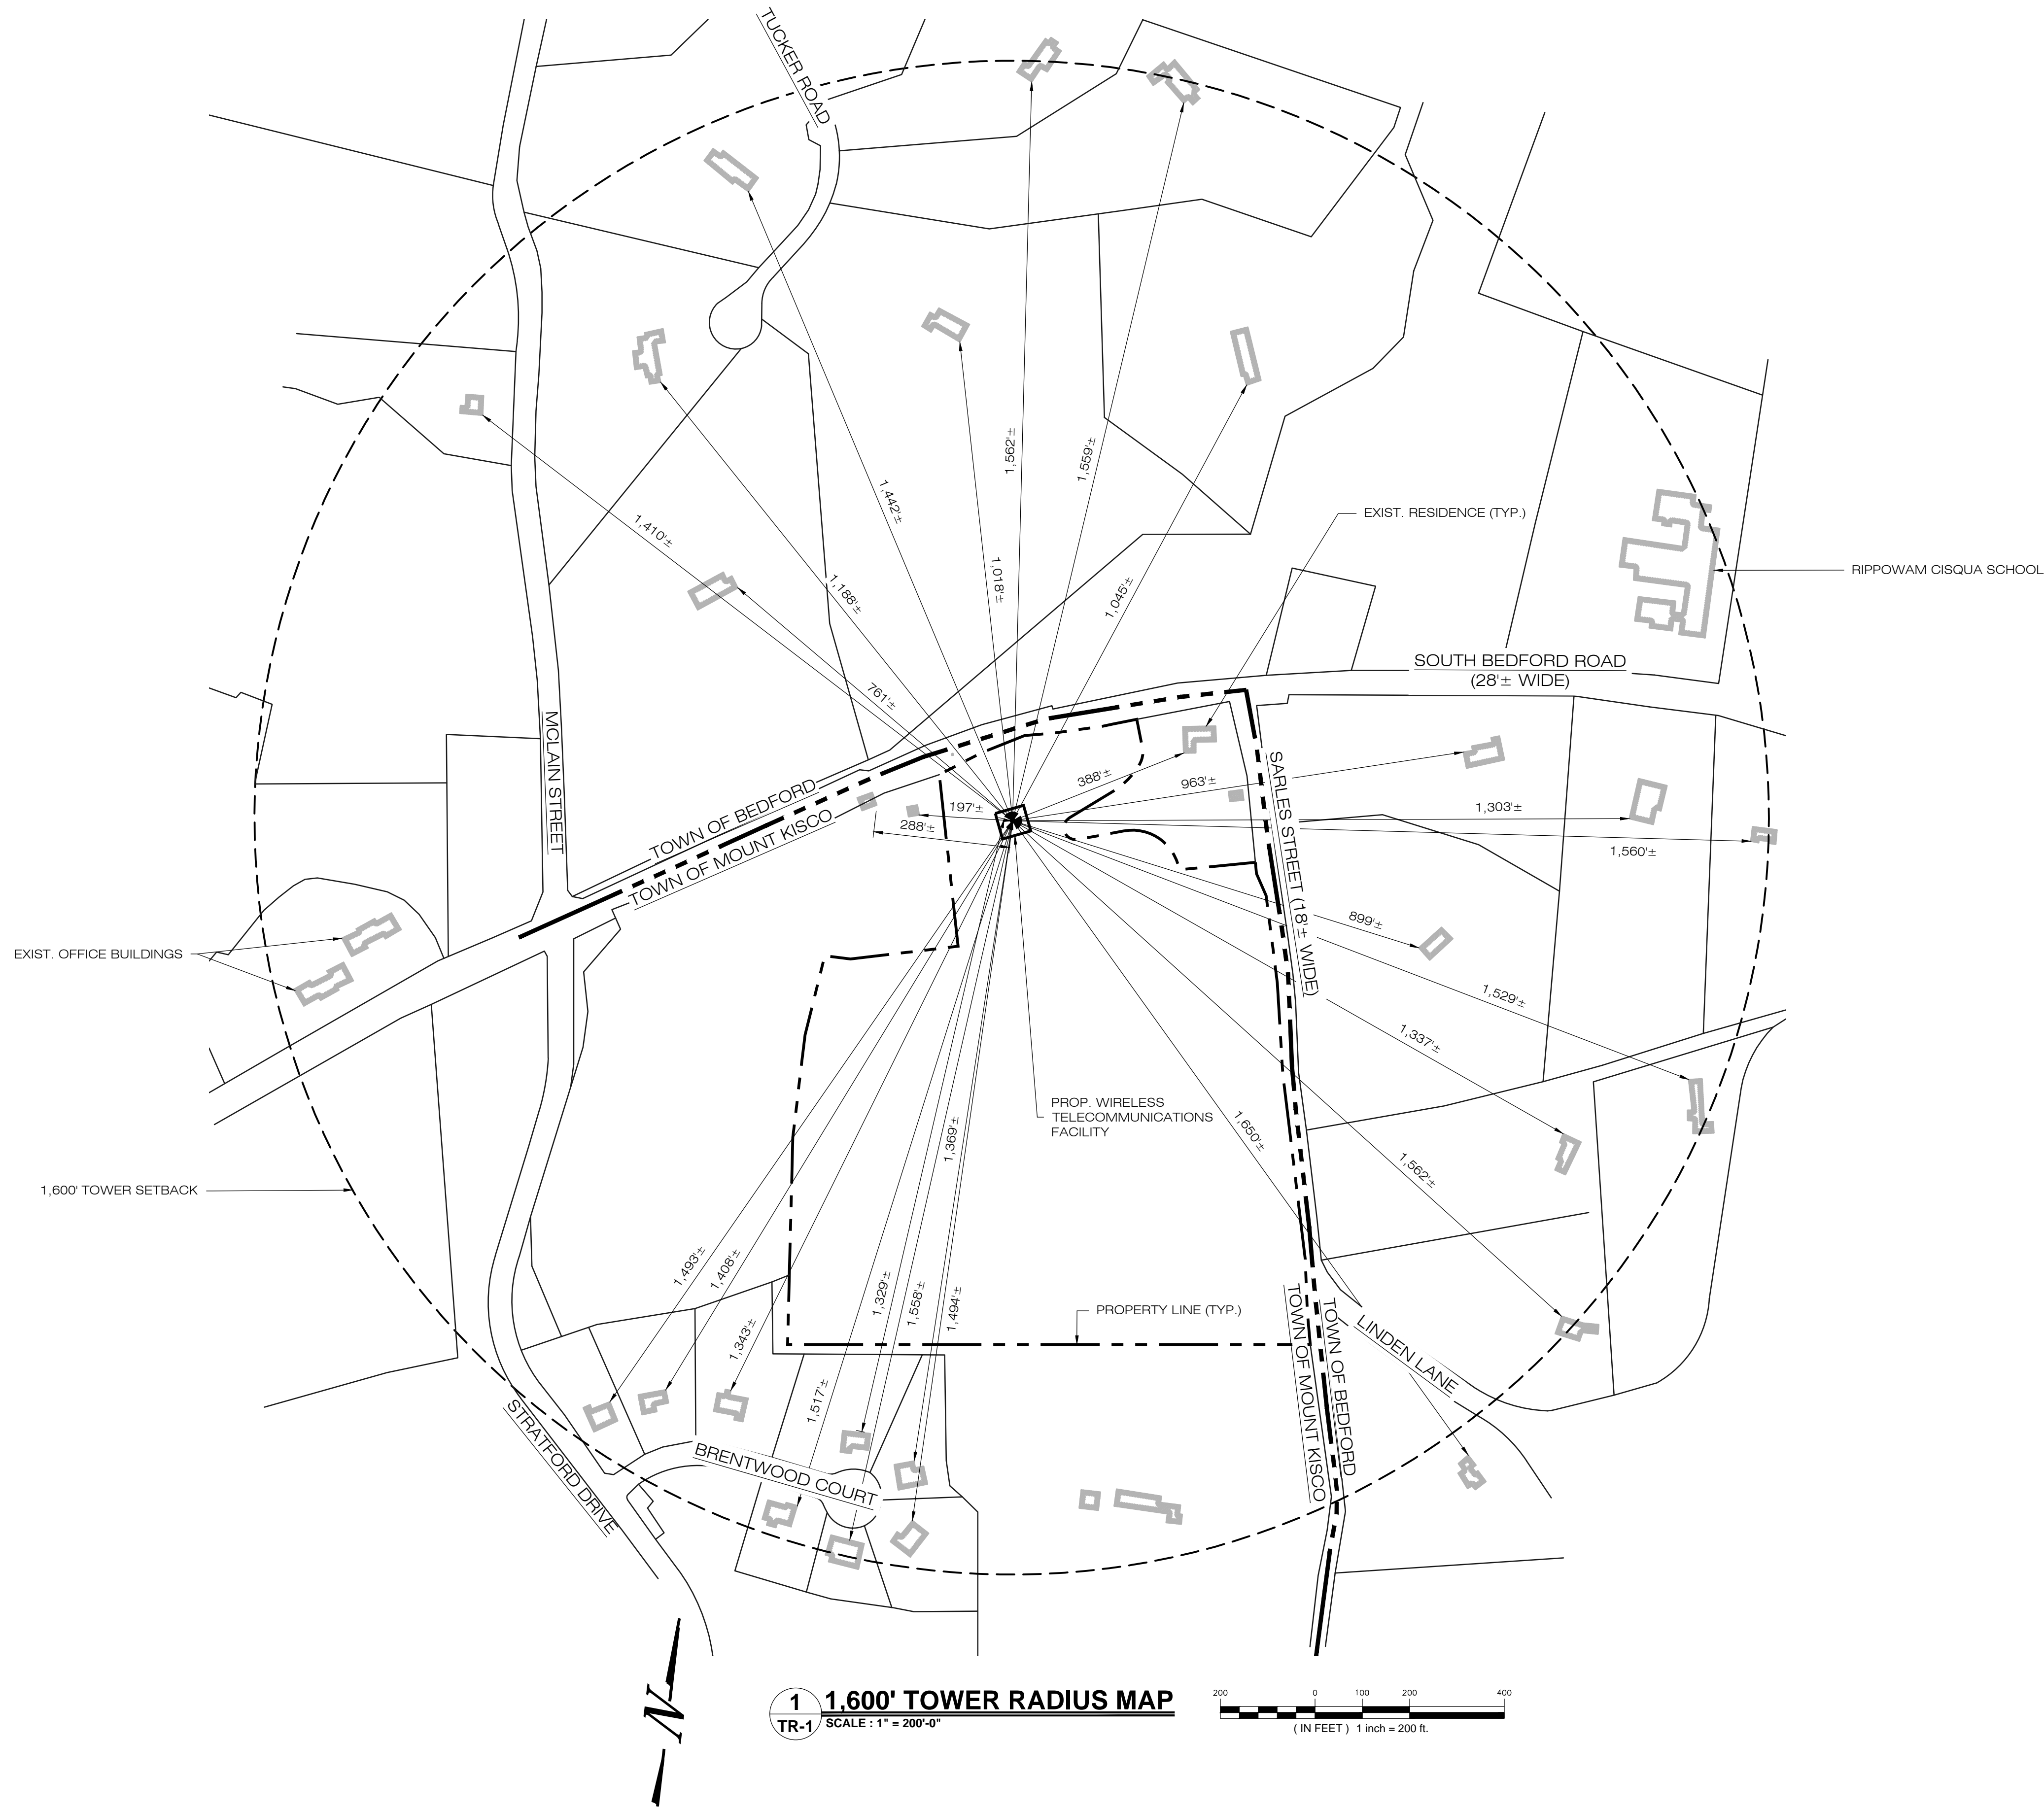 TUCKER ROAD
1,562'±
1,559'±
1,442'±
1,410'±
EXIST. RESIDENCE (TYP.)
1,018'±
1,188'±
1,045'±
RIPPOWAM CISQUA SCHOOL
SOUTH BEDFORD ROAD
(28'± WIDE)
761'±
MCLAIN STREET
388'±
963'±
SARLES STREET (18'± WIDE)
TOWN OF BEDFORD
TOWN OF MOUNT KISCO
197'±
288'±
1,303'±
1,560'±
899'±
EXIST. OFFICE BUILDINGS
1,529'±
1,337'±
PROP. WIRELESS
TELECOMMUNICATIONS
FACILITY
1,369'±
1,650'±
1,562'±
1,600' TOWER SETBACK
1,493'±
1,408'±
1,329'±
1,558'±
1,494'±
1,343'±
PROPERTY LINE (TYP.)
TOWN OF MOUNT KISCO
TOWN OF BEDFORD
LINDEN LANE
1,517'±
STRATFORD DRIVE
BRENTWOOD COURT
N
1
TR-1
1,600' TOWER RADIUS MAP
SCALE : 1" = 200'-0"
200 0 100 200 400
( IN FEET ) 1 inch = 200 ft.